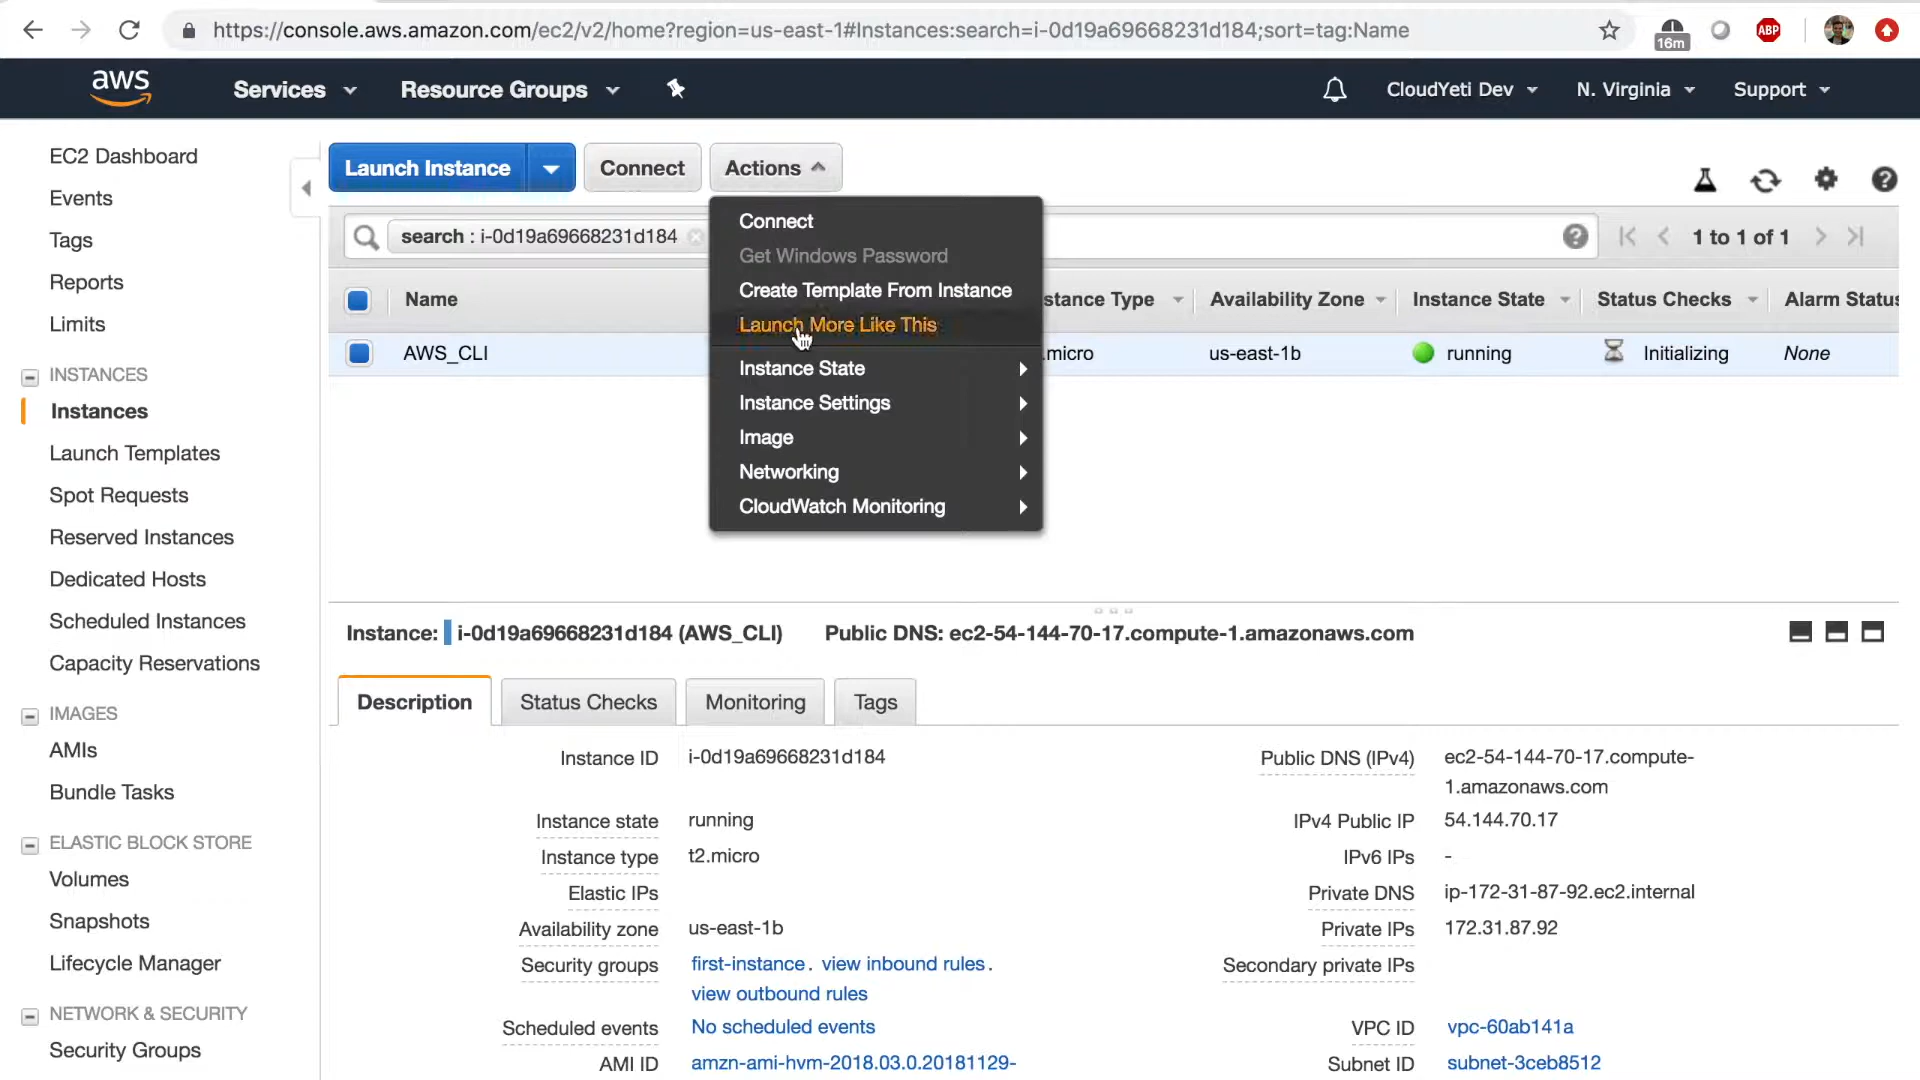 https://console.aws.amazon.com/ec2/v2/home?region=us-east-1#Instances:search=i-0d19a69668231d184;sort=tag:Name
16m
ABP
aws
Services
Resource Groups
CloudYeti Dev
N. Virginia
Support
EC2 Dashboard
Events
Tags
Reports
Limits
INSTANCES
Instances
Launch Templates
Spot Requests
Reserved Instances
Dedicated Hosts
Scheduled Instances
Capacity Reservations
IMAGES
AMIs
Bundle Tasks
ELASTIC BLOCK STORE
Volumes
Snapshots
Lifecycle Manager
NETWORK & SECURITY
Security Groups
Launch Instance
Connect
Actions
search : i-0d19a69668231d184
1 to 1 of 1
Connect
Get Windows Password
Create Template From Instance
Launch More Like This
Instance State
Instance Settings
Image
Networking
CloudWatch Monitoring
Name
stance Type
Availability Zone
Instance State
Status Checks
Alarm Status
AWS_CLI
.micro
us-east-1b
running
Initializing
None
Instance: i-0d19a69668231d184 (AWS_CLI)
Public DNS: ec2-54-144-70-17.compute-1.amazonaws.com
Description
Status Checks
Monitoring
Tags
Instance ID i-0d19a69668231d184
Instance state running
Instance type t2.micro
Elastic IPs
Availability zone us-east-1b
Security groups first-instance. view inbound rules.
view outbound rules
Scheduled events No scheduled events
AMI ID amzn-ami-hvm-2018.03.0.20181129-
Public DNS (IPv4) ec2-54-144-70-17.compute-
1.amazonaws.com
IPv4 Public IP 54.144.70.17
IPv6 IPs -
Private DNS ip-172-31-87-92.ec2.internal
Private IPs 172.31.87.92
Secondary private IPs
VPC ID vpc-60ab141a
Subnet ID subnet-3ceb8512